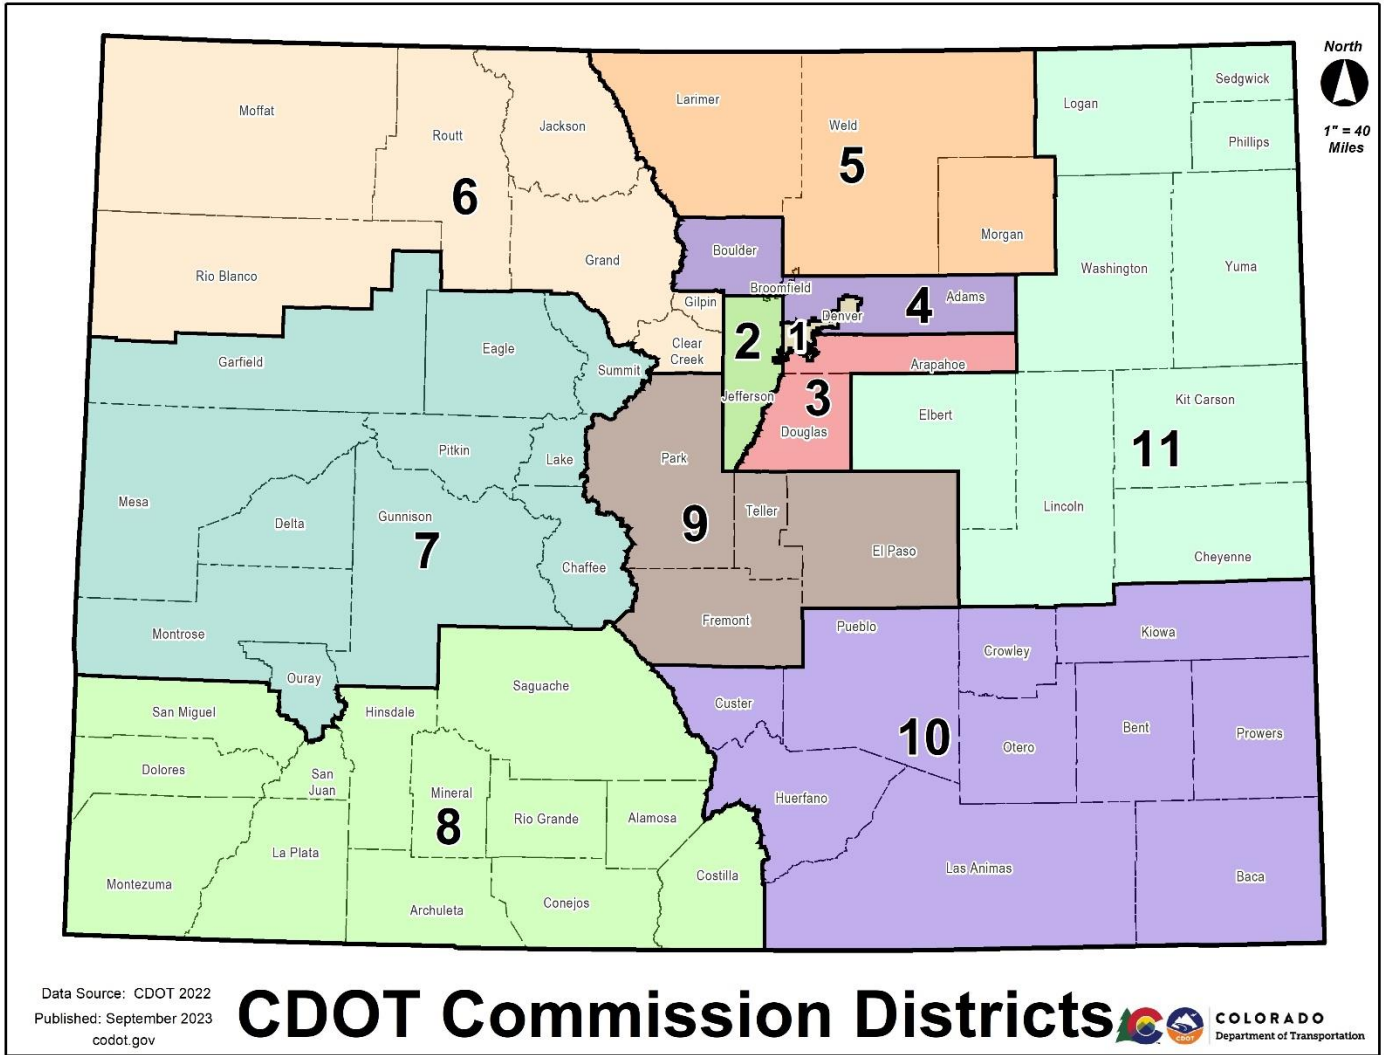 North
1" = 40
Miles
Moffat
Routt
Jackson
Larimer
Weld
Logan
Sedgwick
Phillips
6
5
Rio Blanco
Grand
Boulder
Morgan
Washington
Yuma
Broomfield
Gilpin
Adams
4
Denver
1
2
Clear
Creek
Garfield
Eagle
Summit
Arapahoe
Jefferson
3
Douglas
Elbert
Kit Carson
11
Pitkin
Lake
Park
Mesa
Delta
Gunnison
7
9
Teller
El Paso
Lincoln
Cheyenne
Chaffee
Montrose
Fremont
Pueblo
Crowley
Kiowa
Ouray
Saguache
San Miguel
Hinsdale
Custer
10
Otero
Bent
Prowers
Dolores
San
Juan
Mineral
8
Rio Grande
Alamosa
Huerfano
La Plata
Montezuma
Archuleta
Conejos
Costilla
Las Animas
Baca
Data Source: CDOT 2022
Published: September 2023
codot.gov
CDOT Commission Districts
C
CDOT
COLORADO
Department of Transportation